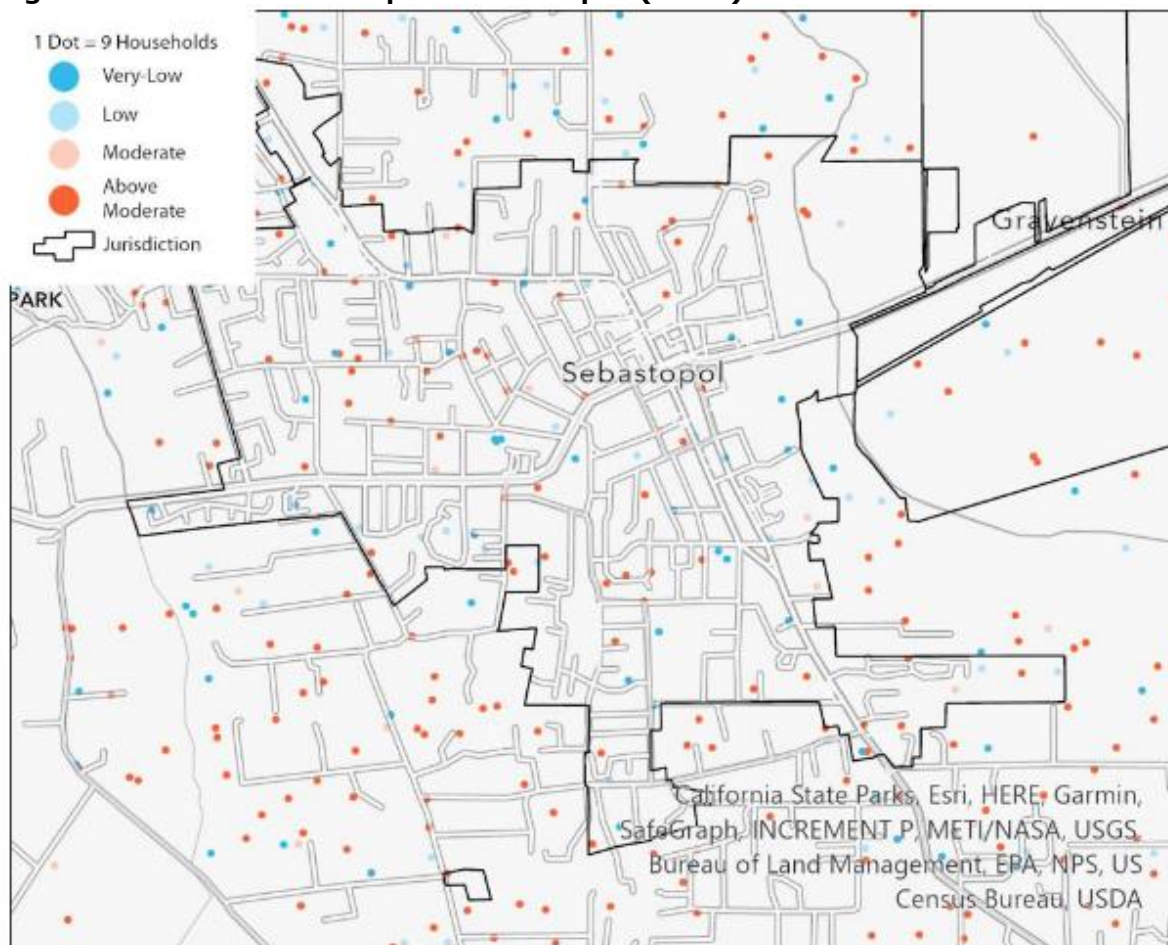 1 Dot = 9 Households
Very-Low
Low
Moderate
Above
Moderate
Jurisdiction
Gravenstein
PARK
Sebastopol
California State Parks, Esri, HERE, Garmin,
SafeGraph, INCREMENT P, METI/NASA, USGS,
Bureau of Land Management, EPA, NPS, US
Census Bureau, USDA